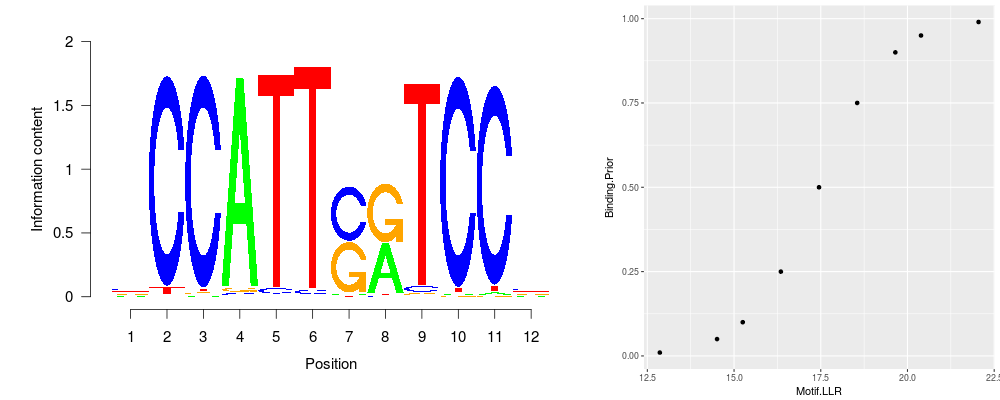 2
1.5
1
0.5
0
Information content
CCATTCGTCC
GA
1 2 3 4 5 6 7 8 9 10 11 12
Position
1.00
0.75
0.50
0.25
0.00
Binding.Prior
12.5 15.0 17.5 20.0 22.5
Motif.LLR